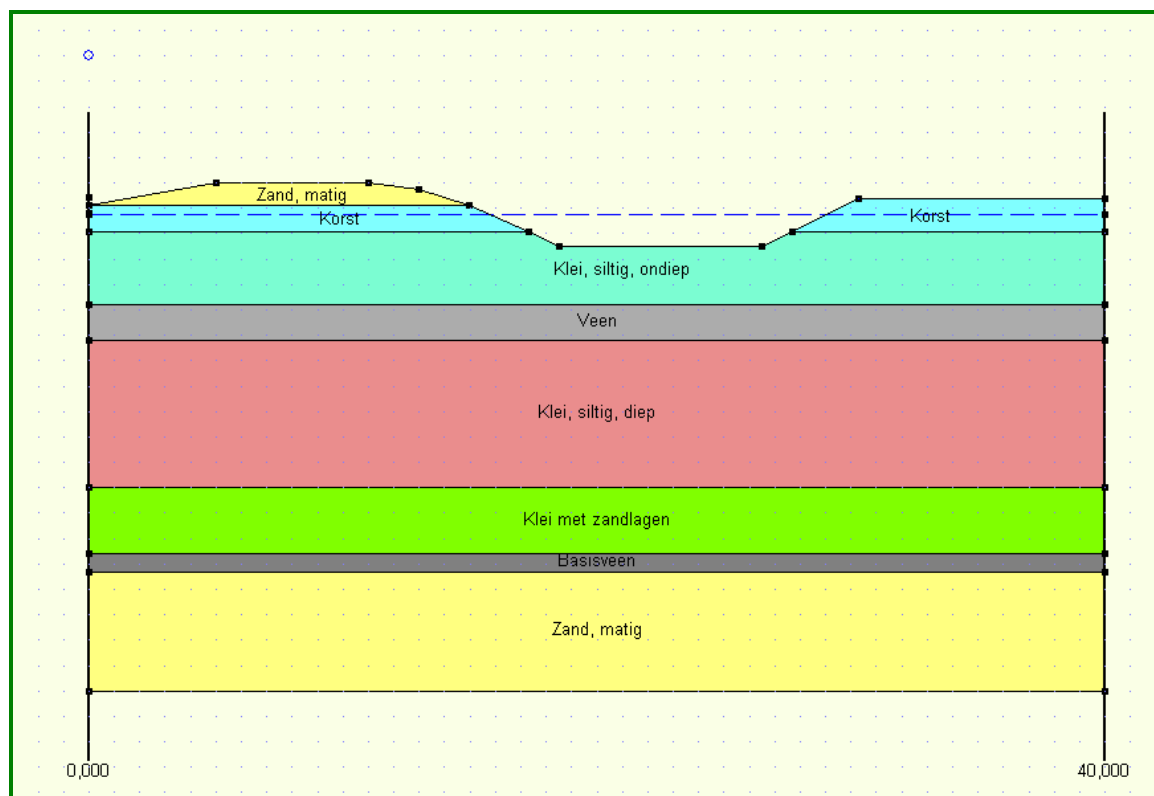 Zand, matig
Korst
Korst
Klei, siltig, ondiep
Veen
Klei, siltig, diep
Klei met zandlagen
Basisveen
Zand, matig
0,000
40,000